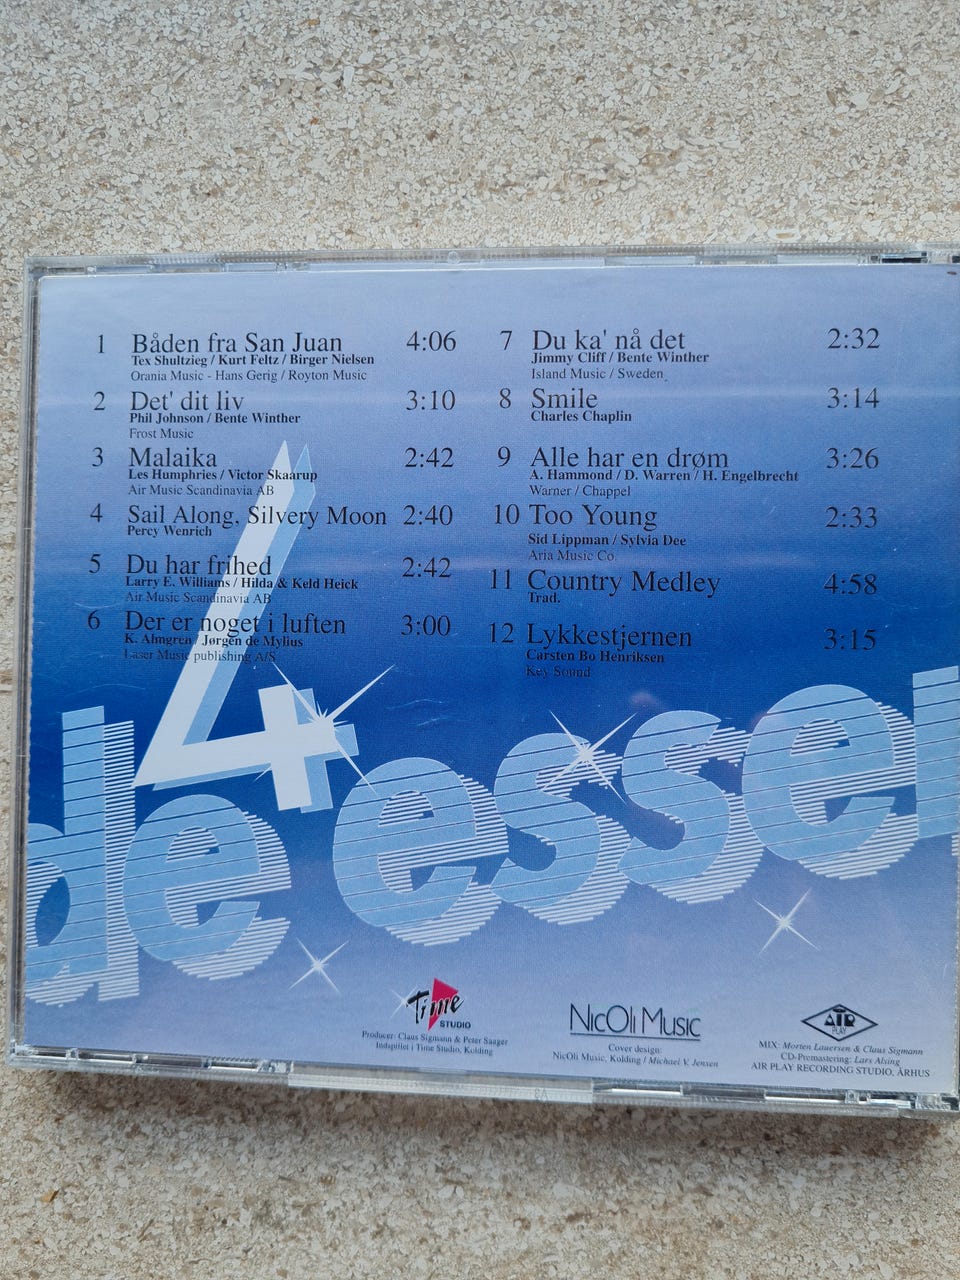 1 Båden fra San Juan 4:06
Tex Shultzieg / Kurt Feltz / Birger Nielsen
Orania Music - Hans Gerig / Royton Music
2 Det' dit liv 3:10
Phil Johnson / Bente Winther
Frost Music
3 Malaika 2:42
Les Humphries / Victor Skaarup
Air Music Scandinavia AB
4 Sail Along, Silvery Moon 2:40
Percy Wenrich
5 Du har frihed 2:42
Larry E. Williams / Hilda & Keld Heick
Air Music Scandinavia AB
6 Der er noget i luften 3:00
K. Almgren / Jørgen de Mylius
Laser Music publishing A/S
7 Du ka' nå det 2:32
Jimmy Cliff / Bente Winther
Island Music / Sweden
8 Smile 3:14
Charles Chaplin
9 Alle har en drøm 3:26
A. Hammond / D. Warren / H. Engelbrecht
Warner / Chappel
10 Too Young 2:33
Sid Lippman / Sylvia Dee
Aria Music Co.
11 Country Medley 4:58
Trad.
12 Lykkestjernen 3:15
Carsten Bo Henriksen
Key Sound
4
de esser
Time
STUDIO
Producer: Claus Sigmann & Peter Saager
Indspillet i Time Studio, Kolding
NicOli Music
Cover design:
NicOli Music, Kolding / Michael V. Jensen
AIR
PLAY
MIX: Morten Lauersen & Claus Sigmann
CD-Premastering: Lars Alsing
AIR PLAY RECORDING STUDIO, ÅRHUS